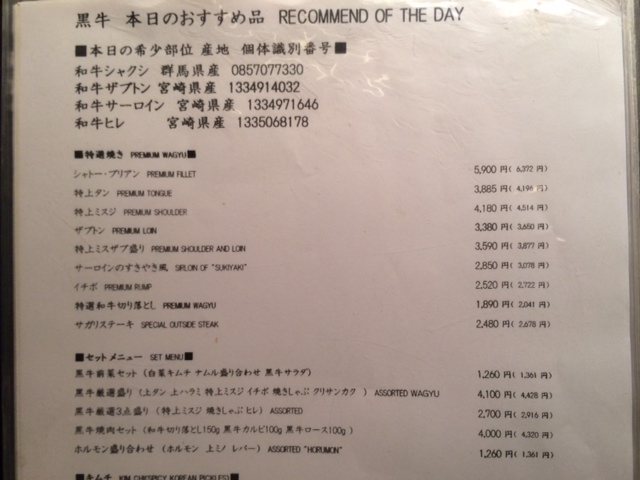 黒牛 本日のおすすめ品 RECOMMEND OF THE DAY
■本日の希少部位 産地 個体識別番号■
和牛シャクシ 群馬県産 0857077330
和牛ザブトン 宮崎県産 1334914032
和牛サーロイン 宮崎県産 1334971646
和牛ヒレ 宮崎県産 1335068178
■特選焼き PREMIUM WAGYU■
シャトー・ブリアン PREMIUM FILLET 5,900 円( 6,372 円)
特上タン PREMIUM TONGUE 3,885 円( 4,196 円)
特上ミスジ PREMIUM SHOULDER 4,180 円( 4,514 円)
ザブトン PREMIUM LOIN 3,380 円( 3,650 円)
特上ミスザブ盛り PREMIUM SHOULDER AND LOIN 3,590 円( 3,877 円)
サーロインのすきやき風 SIRLOIN OF "SUKIYAKI" 2,850 円( 3,078 円)
イチボ PREMIUM RUMP 2,520 円( 2,722 円)
特選和牛切り落とし PREMIUM WAGYU 1,890 円( 2,041 円)
サガリステーキ SPECIAL OUTSIDE STEAK 2,480 円( 2,678 円)
■セットメニュー SET MENU■
黒牛前菜セット (白菜キムチ ナムル盛り合わせ 黒牛サラダ) 1,260 円( 1,361 円)
黒牛厳選盛り (上タン 上ハラミ 特上ミスジ イチボ 焼きしゃぶ グリサンカク ) ASSORTED WAGYU 4,100 円( 4,428 円)
黒牛厳選3点盛り (特上ミスジ 焼きしゃぶ ヒレ) ASSORTED 2,700 円( 2,916 円)
黒牛焼肉セット (和牛切り落とし150g 黒牛カルビ100g 黒牛ロース100g ) 4,000 円( 4,320 円)
ホルモン盛り合わせ (ホルモン 上ミノ レバー) ASSORTED "HORUMON" 1,260 円( 1,361 円)
■キムチ KIMCHI(SPICY KOREAN PICKLES)■